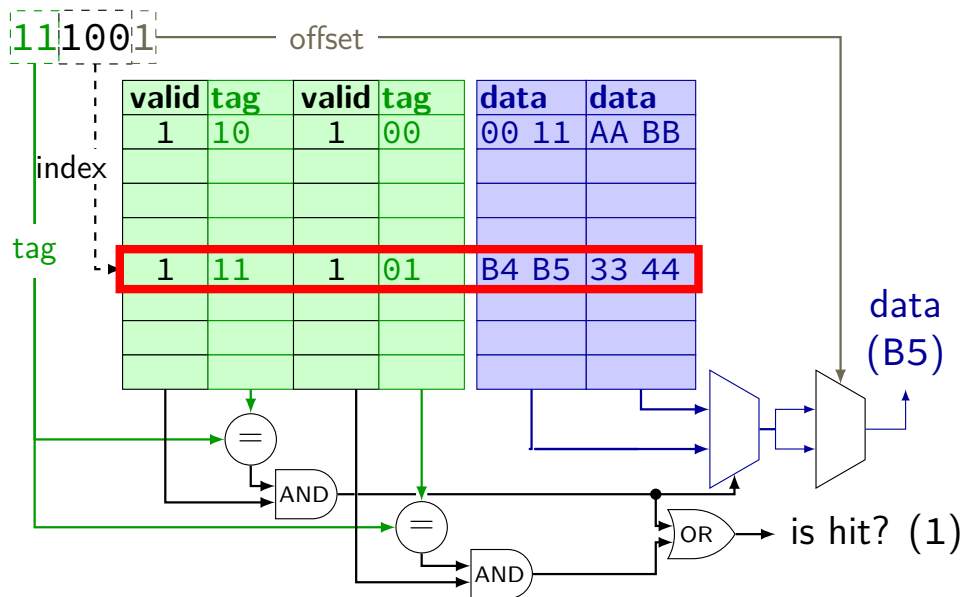 111001
offset
valid tag valid tag data data
1 10 1 00 00 11 AA BB
index
tag
1 11 1 01 B4 B5 33 44
data
(B5)
=
AND
=
OR
is hit? (1)
AND